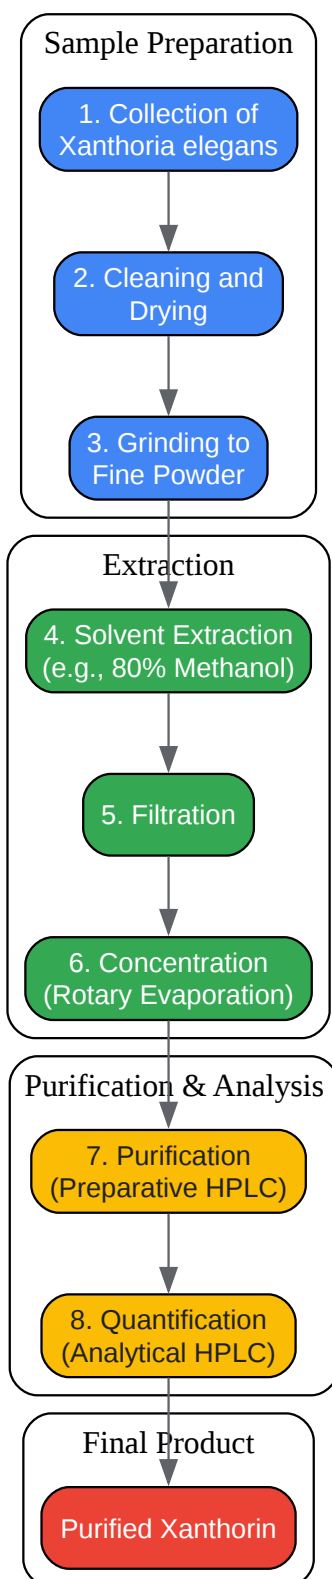 Sample Preparation
1. Collection of
Xanthoria elegans
2. Cleaning and
Drying
3. Grinding to
Fine Powder
Extraction
4. Solvent Extraction
(e.g., 80% Methanol)
5. Filtration
6. Concentration
(Rotary Evaporation)
Purification & Analysis
7. Purification
(Preparative HPLC)
8. Quantification
(Analytical HPLC)
Final Product
Purified Xanthorin